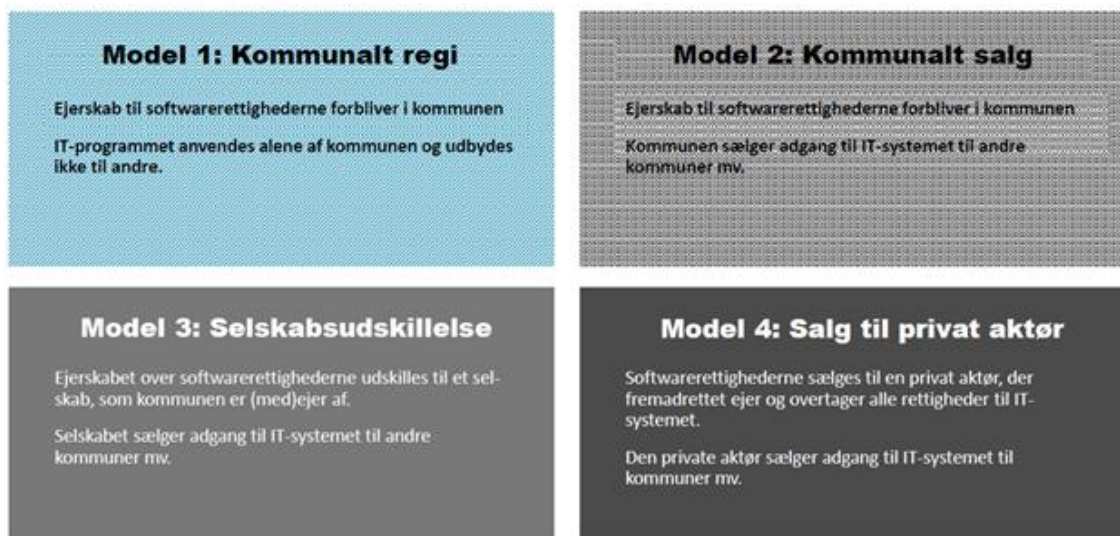 Model 1: Kommunalt regi
Ejerskab til softwarerettighederne forbliver i kommunen
IT-programmet anvendes alene af kommunen og udbydes
ikke til andre.
Model 2: Kommunalt salg
Ejerskab til softwarerettighederne forbliver i kommunen
Kommunen sælger adgang til IT-systemet til andre
kommuner mv.
Model 3: Selskabsudskillelse
Ejerskabet over softwarerettighederne udskilles til et sel-
skab, som kommunen er (med)ejer af.
Selskabet sælger adgang til IT-systemet til andre
kommuner mv.
Model 4: Salg til privat aktør
Softwarerettighederne sælges til en privat aktør, der
fremadrettet ejer og overtager alle rettigheder til IT-
systemet.
Den private aktør sælger adgang til IT-systemet til
kommuner mv.